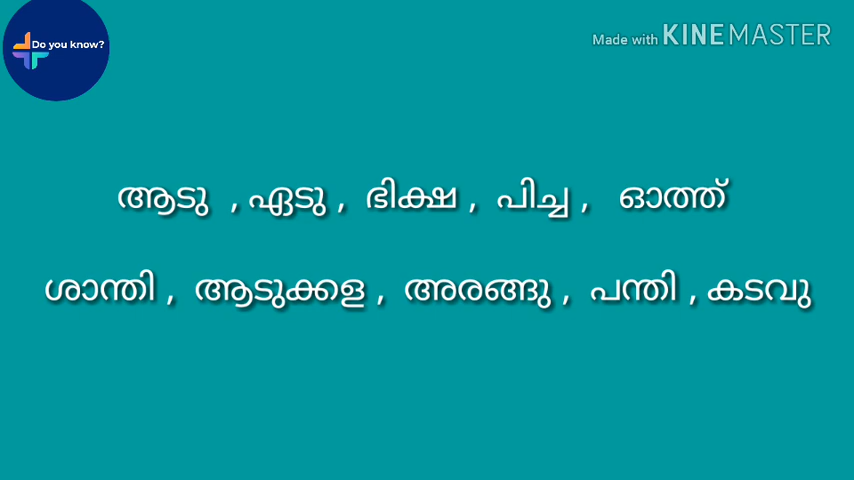 Do you know?
Made with KINEMASTER
ആടു , ഏടു , ഭിക്ഷ , പിച്ച , ഓത്ത്
ശാന്തി , ആടുക്കള , അരങ്ങു , പന്തി , കടവു